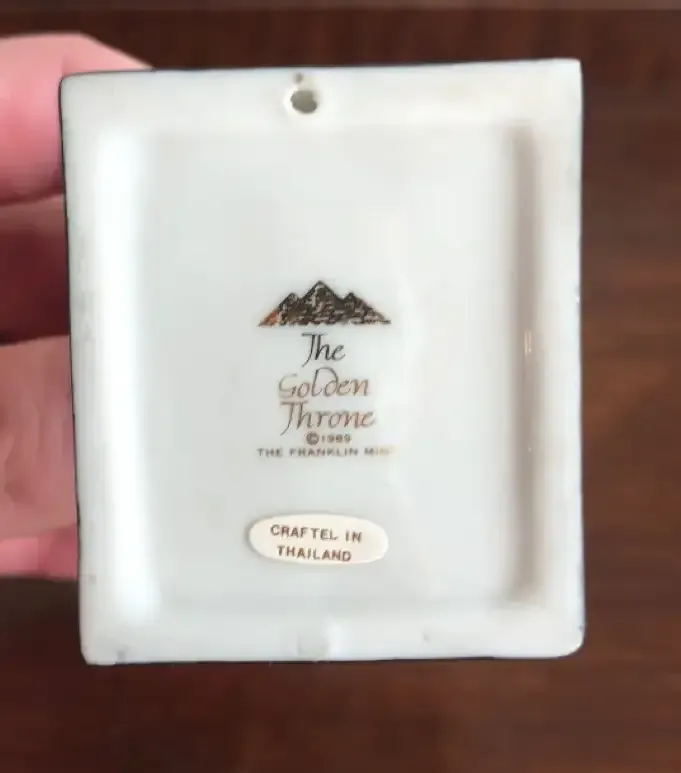 The
Golden
Throne
©1989
THE FRANKLIN MINT
CRAFTEL IN
THAILAND